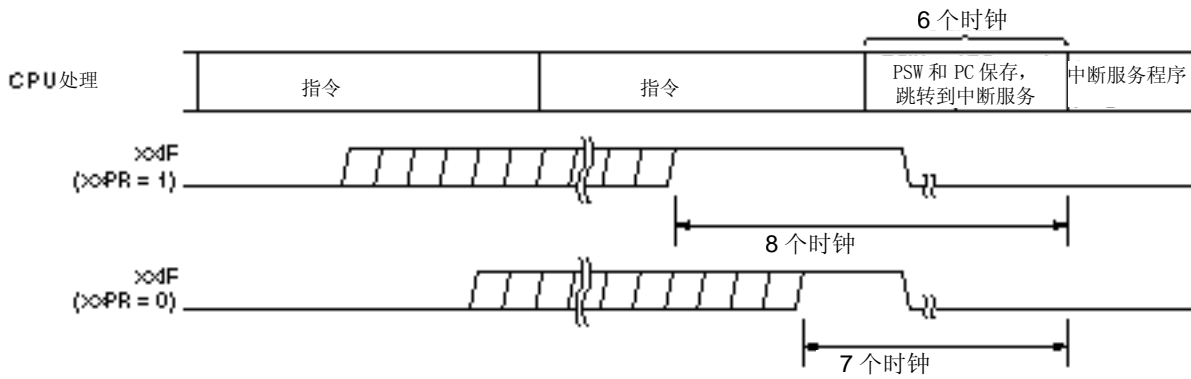 6 个时钟
CPU处理
指令
指令
PSW 和 PC 保存，
跳转到中断服务
中断服务程序
××IF
(××PR = 1)
8 个时钟
××IF
(××PR = 0)
7 个时钟